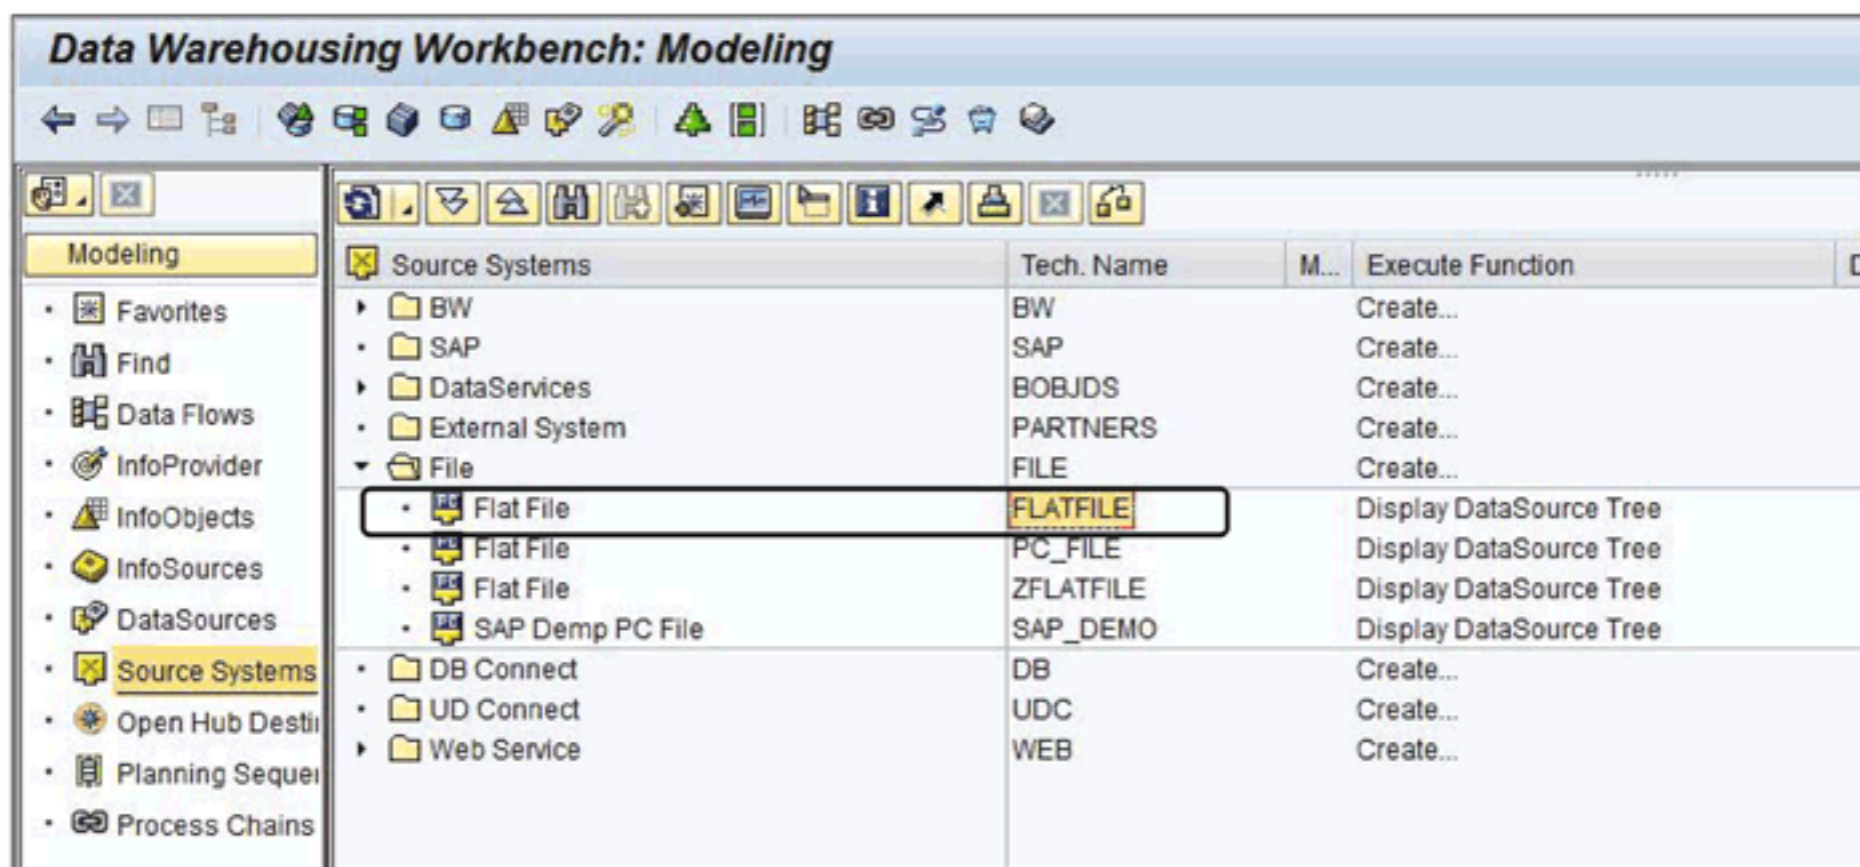 Data Warehousing Workbench: Modeling
Modeling
Favorites
Find
Data Flows
InfoProvider
InfoObjects
InfoSources
DataSources
Source Systems
Open Hub Desti
Planning Sequer
Process Chains
Source Systems Tech. Name M... Execute Function D
BW BW Create...
SAP SAP Create...
DataServices BOBJDS Create...
External System PARTNERS Create...
File FILE Create...
Flat File FLATFILE Display DataSource Tree
Flat File PC_FILE Display DataSource Tree
Flat File ZFLATFILE Display DataSource Tree
SAP Demp PC File SAP_DEMO Display DataSource Tree
DB Connect DB Create...
UD Connect UDC Create...
Web Service WEB Create...